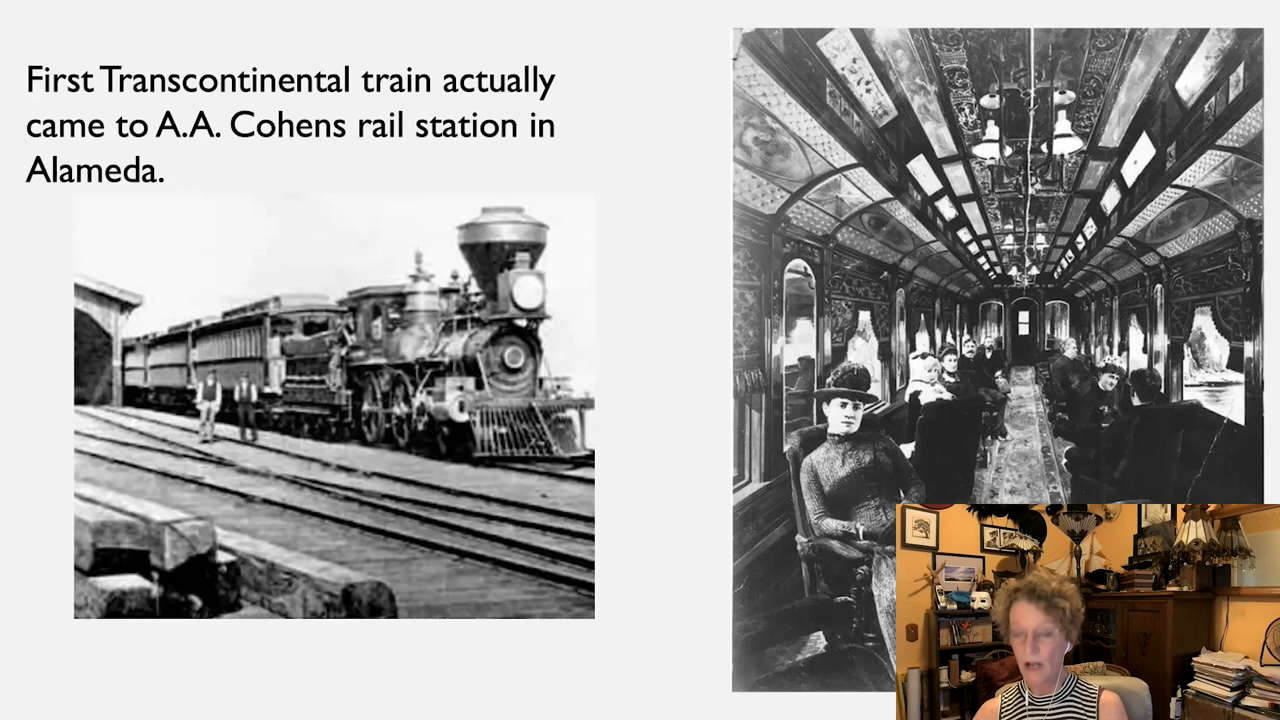 First Transcontinental train actually
came to A.A. Cohens rail station in
Alameda.